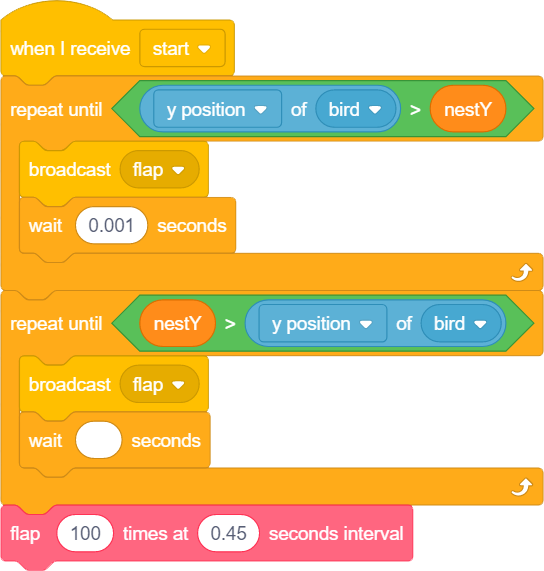 when I receive start
repeat until y position of bird > nestY
broadcast flap
wait 0.001 seconds
repeat until nestY > y position of bird
broadcast flap
wait seconds
flap 100 times at 0.45 seconds interval